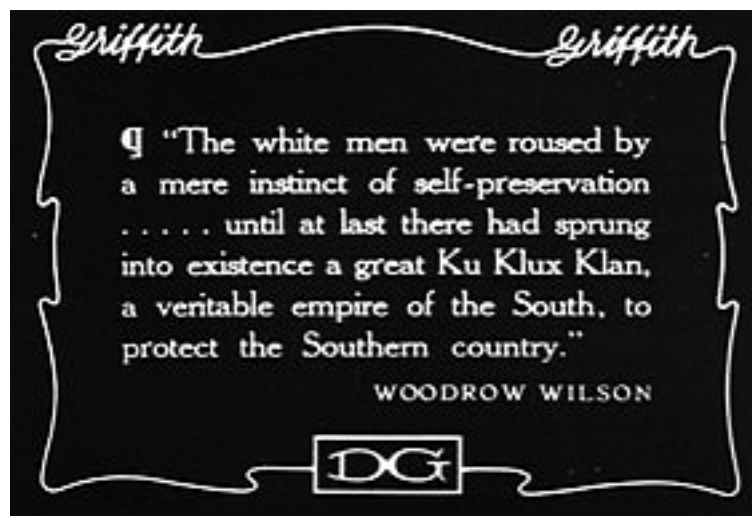 Griffith Griffith
¶ "The white men were roused by
a mere instinct of self-preservation
..... until at last there had sprung
into existence a great Ku Klux Klan,
a veritable empire of the South, to
protect the Southern country."
WOODROW WILSON
DG